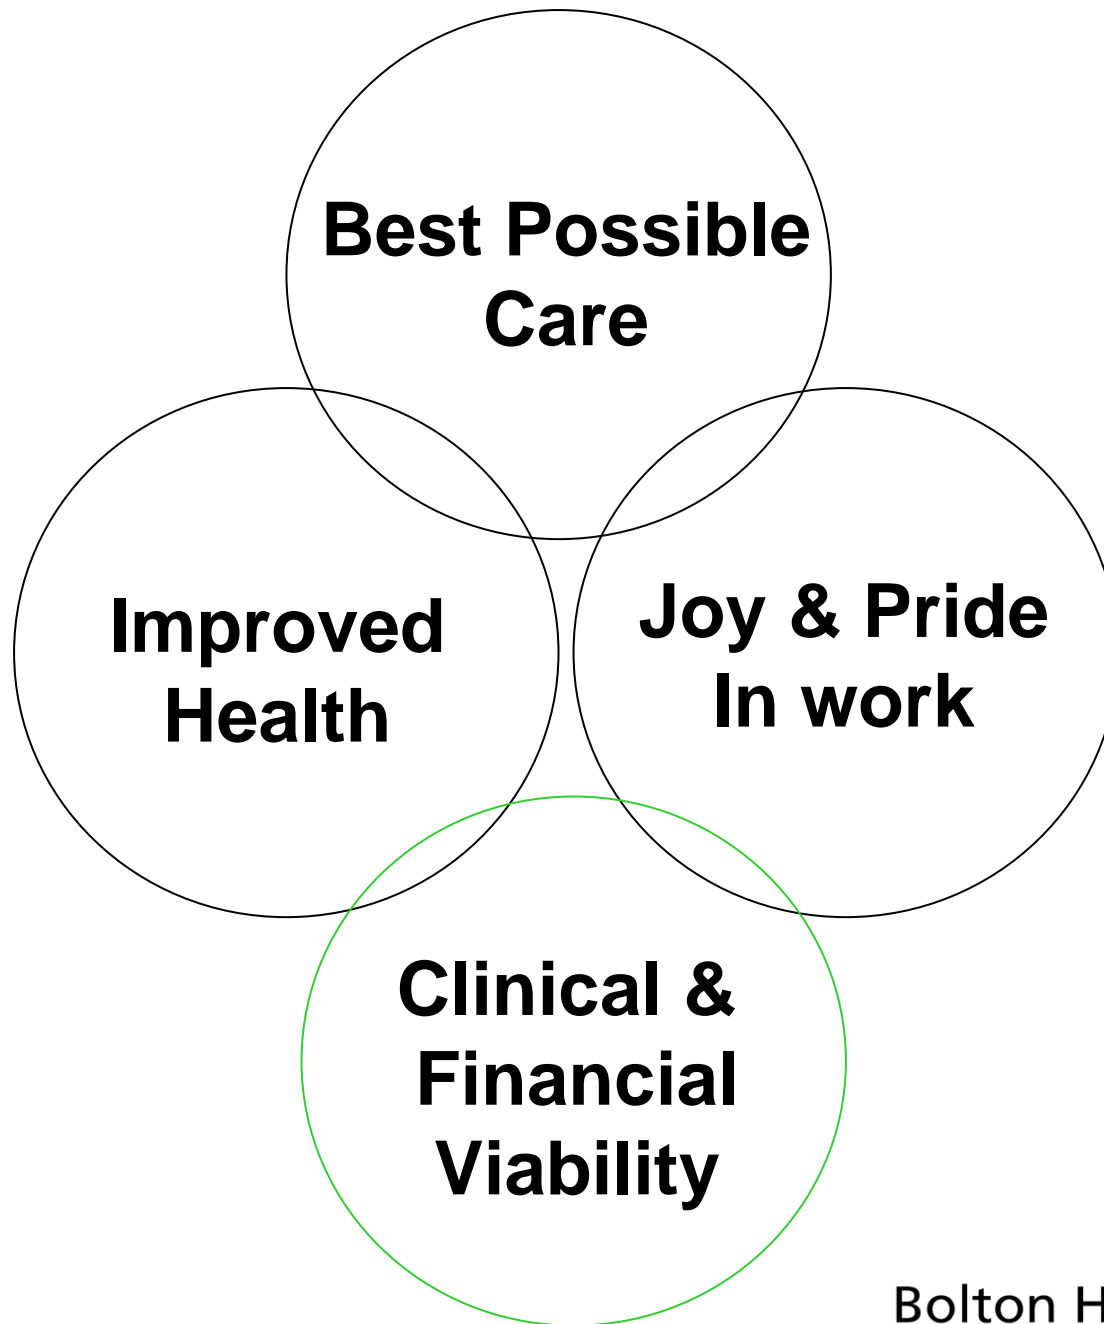 Best Possible
Care
Improved
Health
Joy & Pride
In work
Clinical &
Financial
Viability
Bolton H